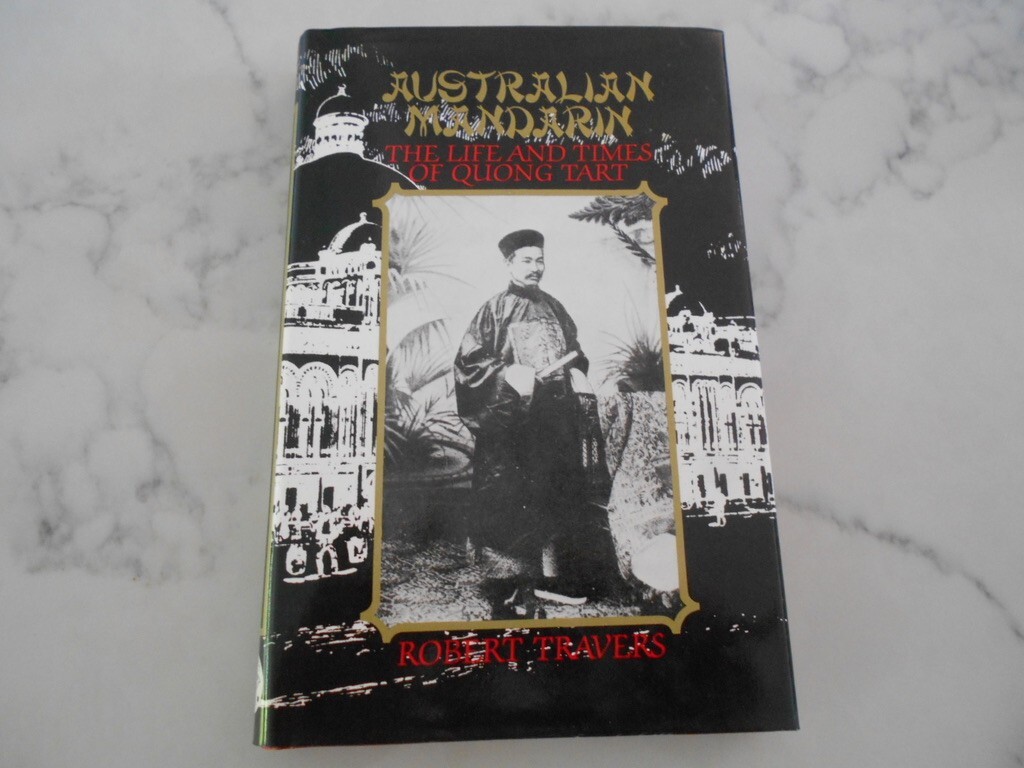 AUSTRALIAN
MANDARIN
THE LIFE AND TIMES
OF QUONG TART
ROBERT TRAVERS